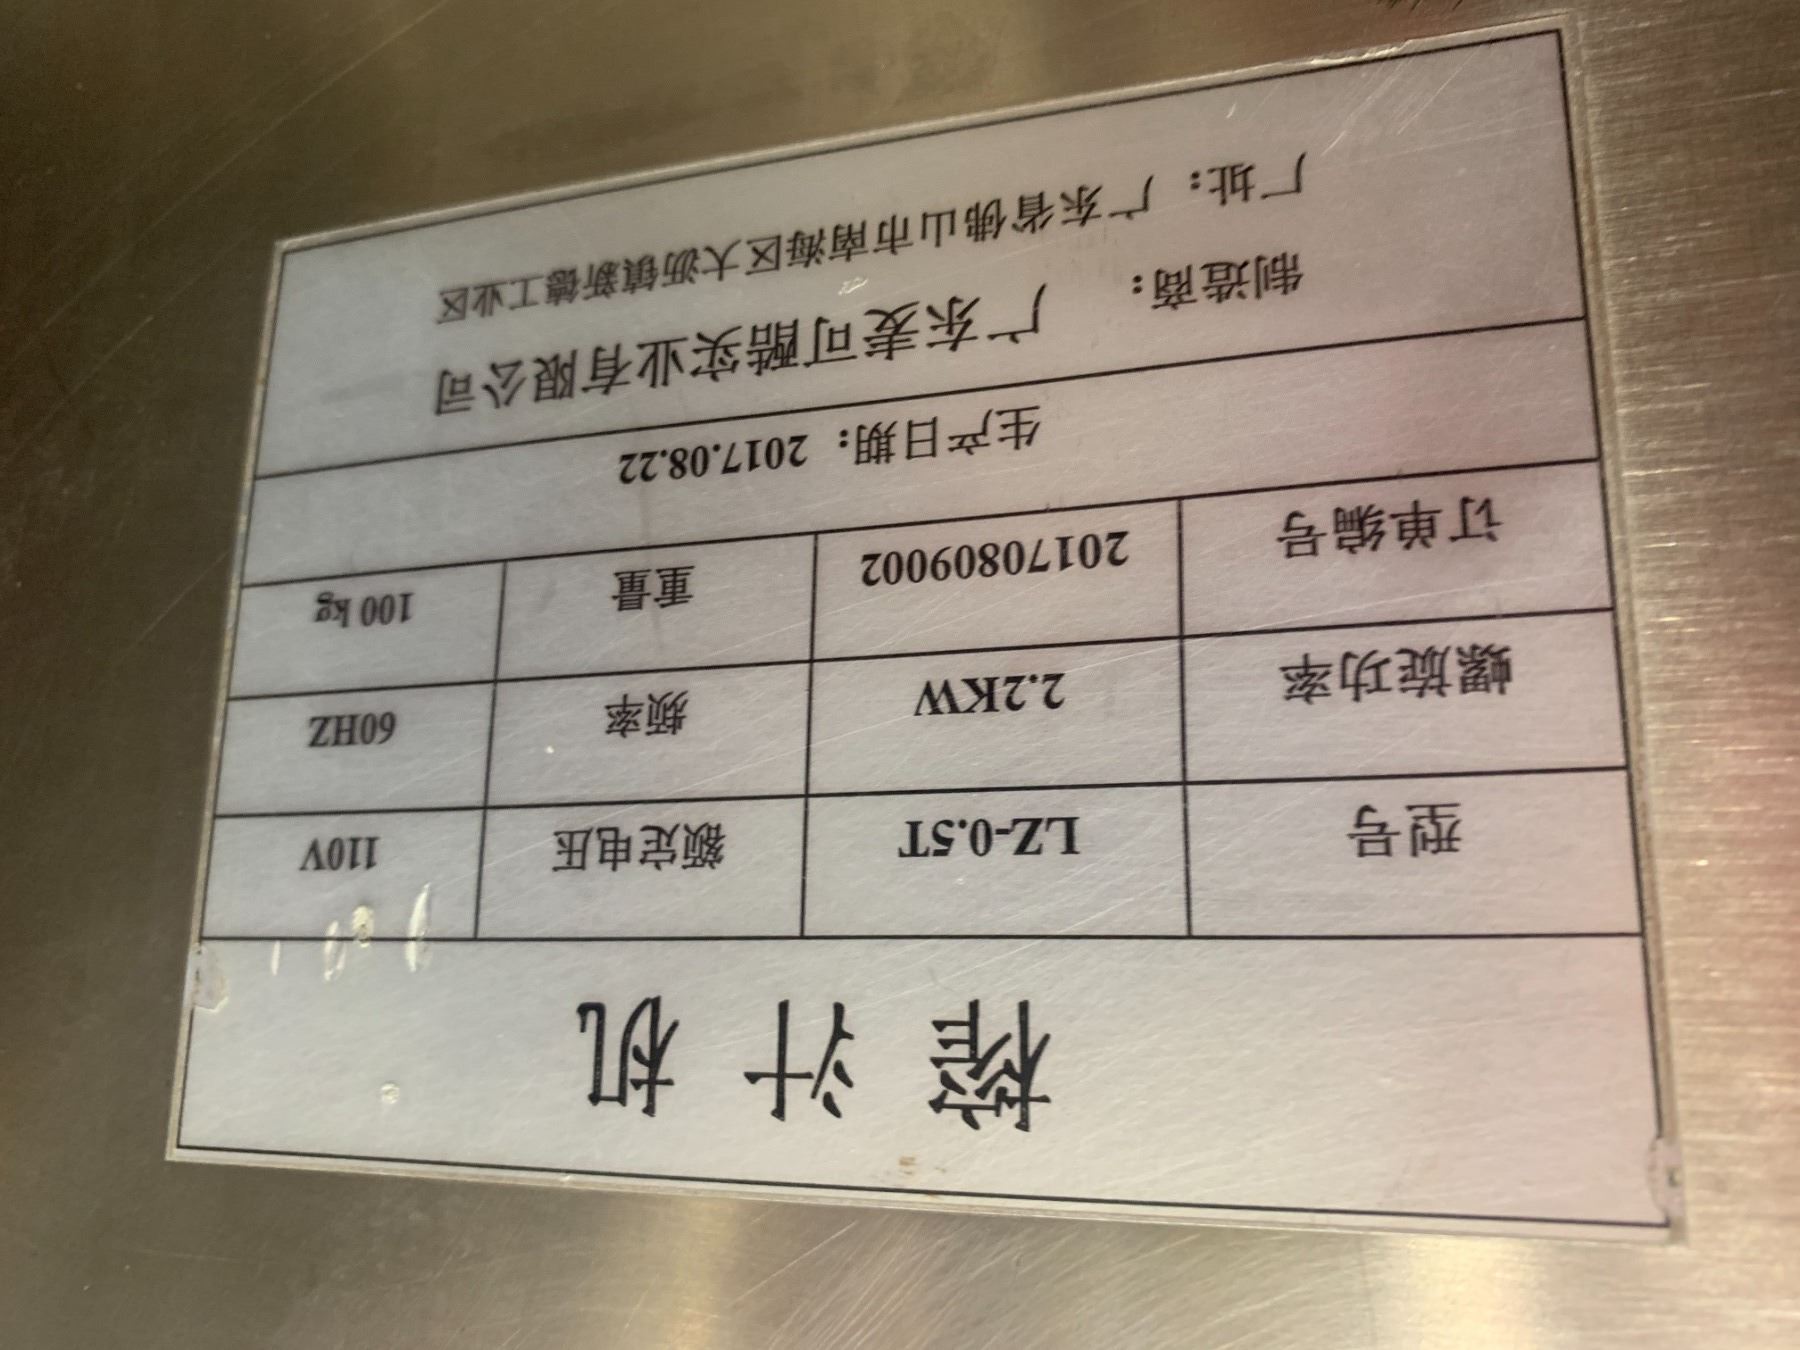 榨汁机
型号 LZ-0.5T 额定电压 110V
螺旋功率 2.2KW 频率 60HZ
订单编号 20170809002 重量 100 kg
生产日期：2017.08.22
制造商： 广东麦可酷实业有限公司
厂址：广东省佛山市南海区大沥镇新德工业区